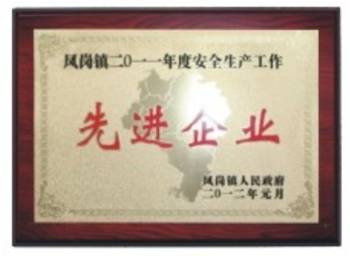 凤岗镇二〇一一年度安全生产工作
先进企业
凤岗镇人民政府
二〇一二年元月